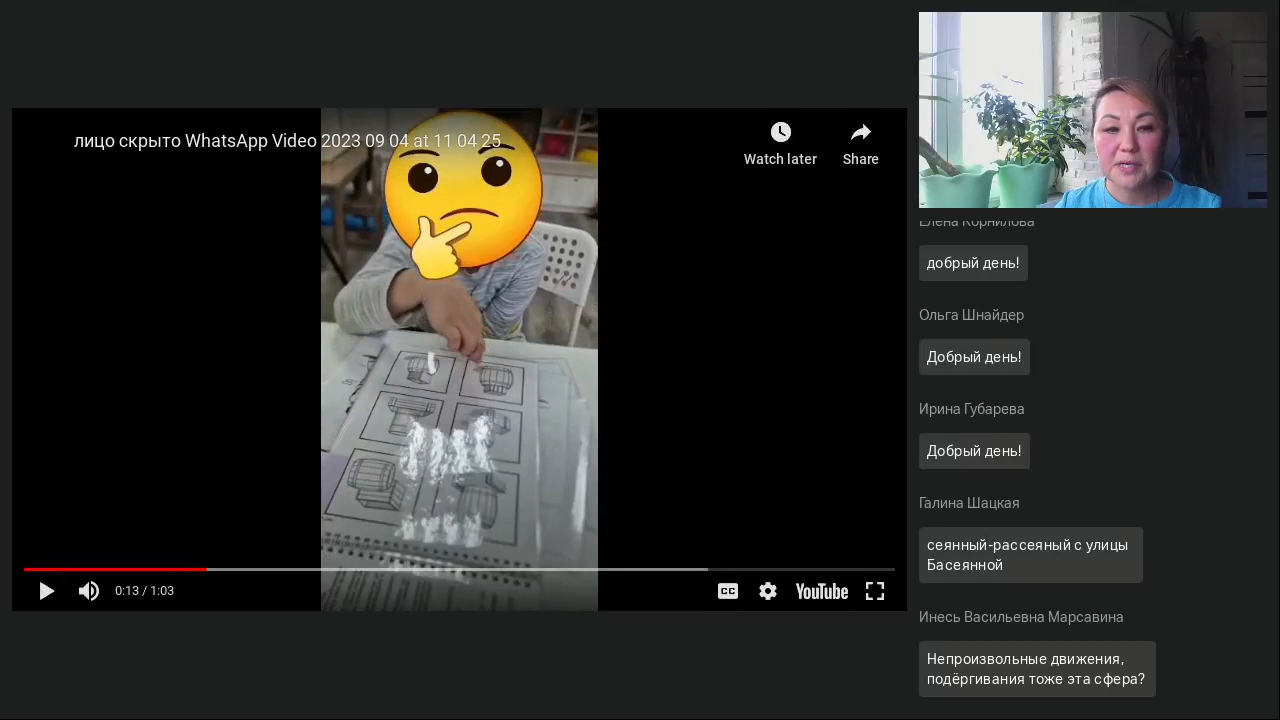 лицо скрыто WhatsApp Video 2023 09 04 at 11 04 25
Watch later
Share
0:13 / 1:03
CC
YouTube
Елена Корнилова
добрый день!
Ольга Шнайдер
Добрый день!
Ирина Губарева
Добрый день!
Галина Шацкая
сеянный-рассеяный с улицы
Басеянной
Инесь Васильевна Марсавина
Непроизвольные движения,
подёргивания тоже эта сфера?